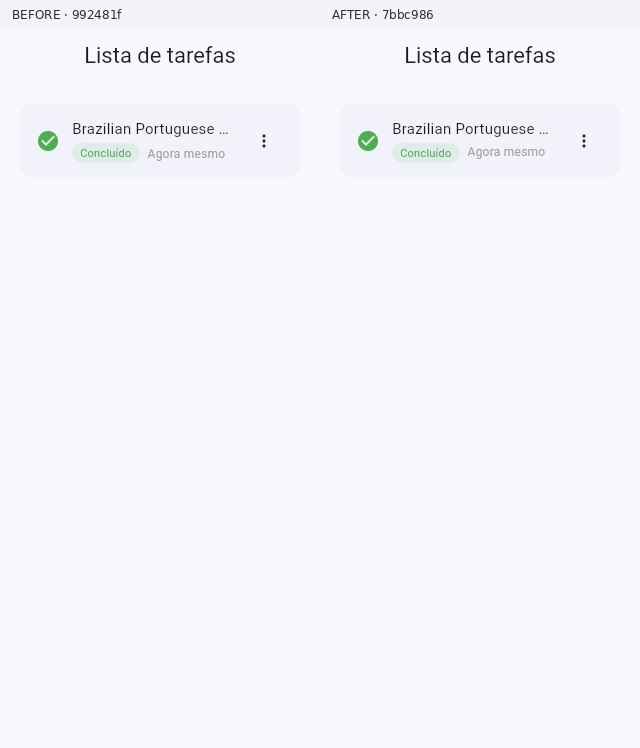 BEFORE · 992481f
AFTER · 7bbc986
Lista de tarefas
Lista de tarefas
Brazilian Portuguese ...
Concluído Agora mesmo
Brazilian Portuguese ...
Concluído Agora mesmo